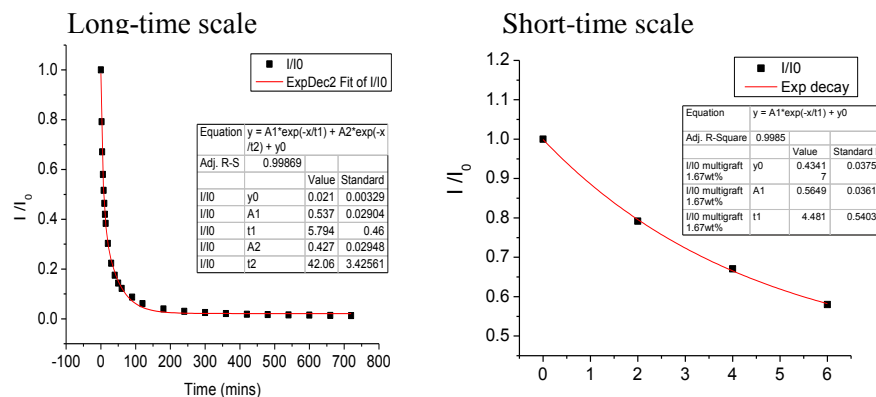 Long-time scale
I/I0
ExpDec2 Fit of I/I0
Equation y = A1*exp(-x/t1) + A2*exp(-x
/t2) + y0
Adj. R-S 0.99869
Value Standard
I/I0 y0 0.021 0.00329
I/I0 A1 0.537 0.02904
I/I0 t1 5.794 0.46
I/I0 A2 0.427 0.02948
I/I0 t2 42.06 3.42561
I /I0
1.0
0.8
0.6
0.4
0.2
0.0
-100 0 100 200 300 400 500 600 700 800
Time (mins)
Short-time scale
I/I0
Exp decay
Equation y = A1*exp(-x/t1) + y0
Adj. R-Square 0.9985
Value Standard
I/I0 multigraft y0 0.4341 0.0375
1.67wt% 7
I/I0 multigraft A1 0.5649 0.0361
1.67wt%
I/I0 multigraft t1 4.481 0.5403
1.67wt%
I /I0
1.2
1.1
1.0
0.9
0.8
0.7
0.6
0.5
0 1 2 3 4 5 6